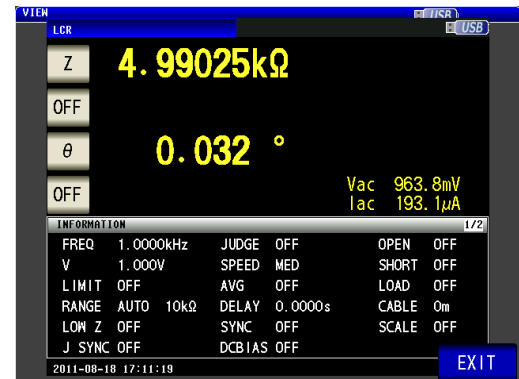 VIEW USB
LCR USB
Z 4.99025kΩ
OFF
θ 0.032 °
OFF Vac 963.8mV
Iac 193.1μA
INFORMATION 1/2
FREQ 1.0000kHz JUDGE OFF OPEN OFF
V 1.000V SPEED MED SHORT OFF
LIMIT OFF AVG OFF LOAD OFF
RANGE AUTO 10kΩ DELAY 0.0000s CABLE 0m
LOW Z OFF SYNC OFF SCALE OFF
J SYNC OFF DCBIAS OFF
2011-08-18 17:11:19 EXIT